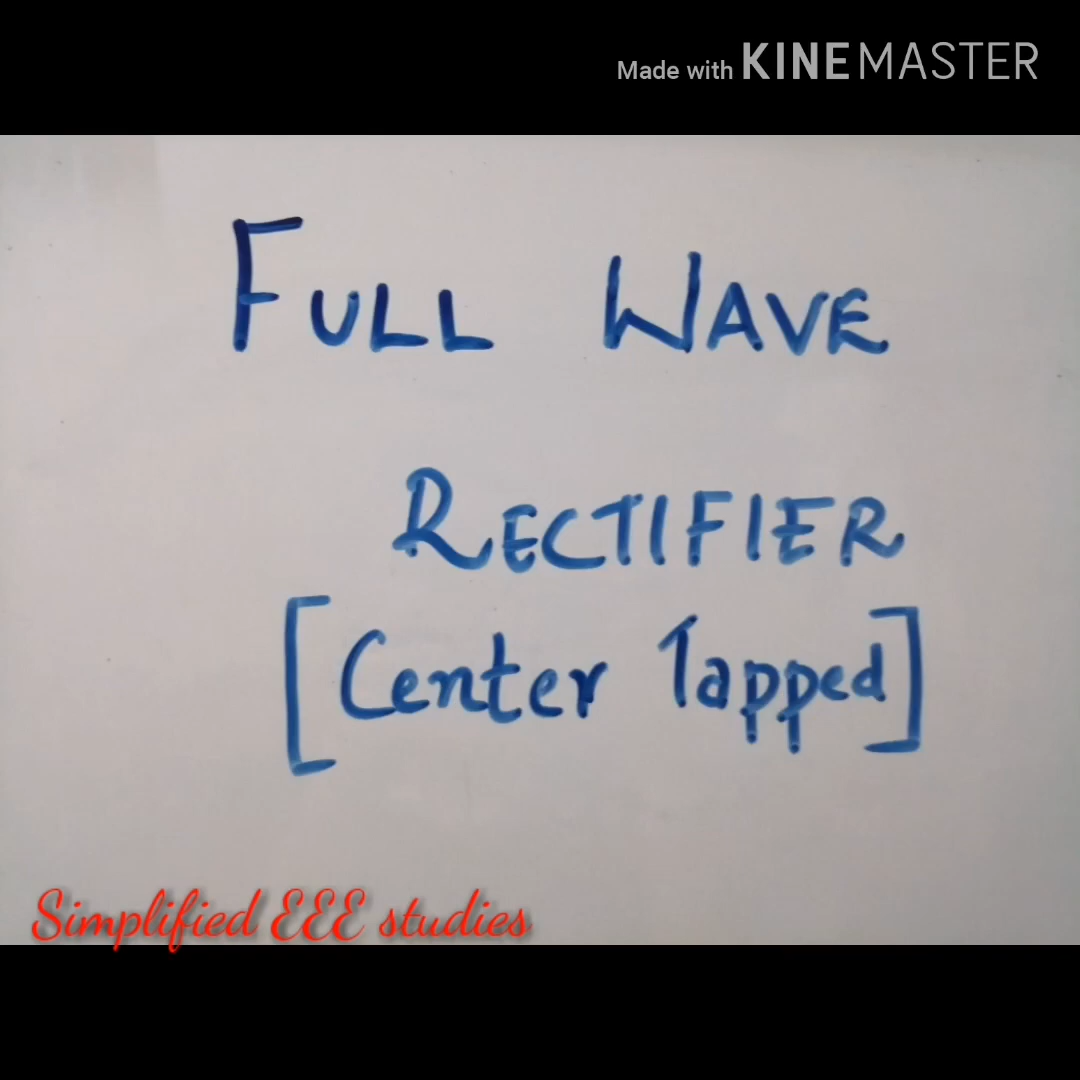 Made with KINEMASTER
FULL WAVE
RECTIFIER
[Center Tapped]
Simplified EEE studies